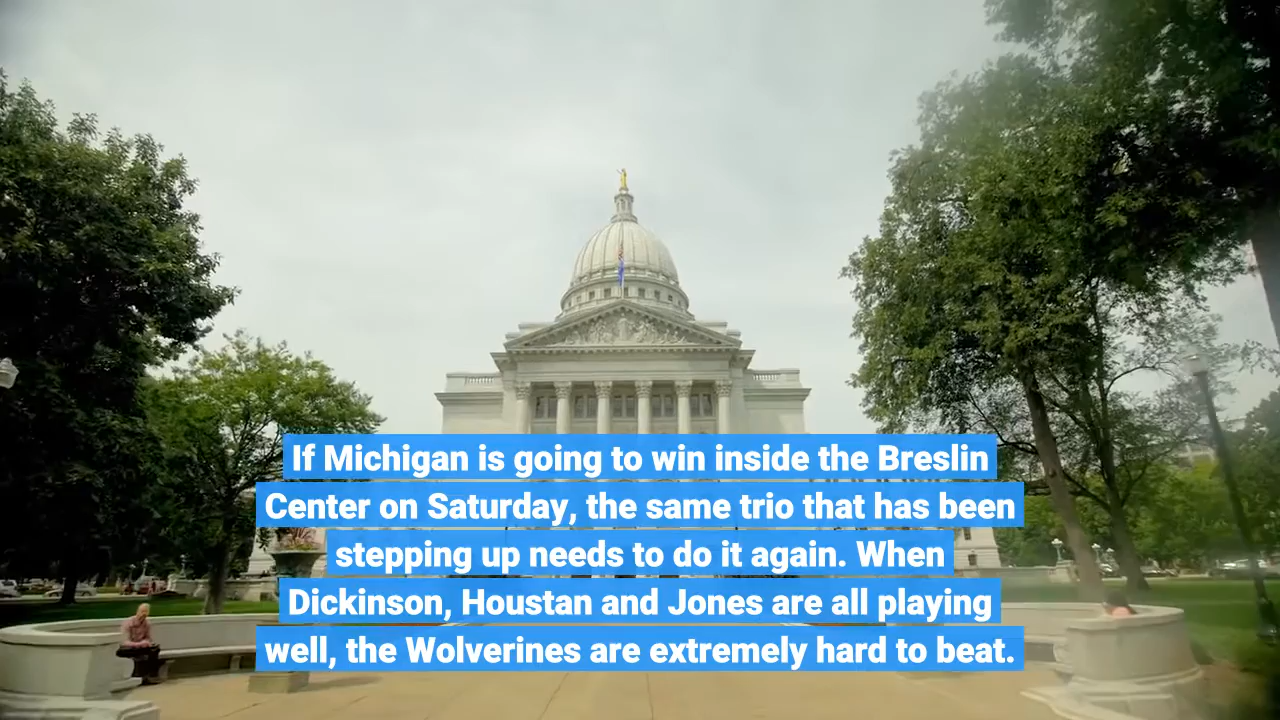 If Michigan is going to win inside the Breslin
Center on Saturday, the same trio that has been
stepping up needs to do it again. When
Dickinson, Houstan and Jones are all playing
well, the Wolverines are extremely hard to beat.